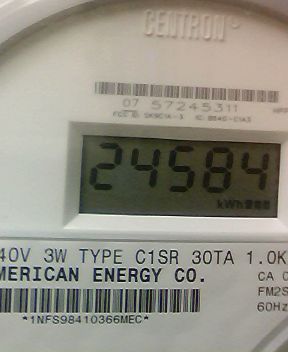 CENTRON®
07 57245311
24584
kWh
40V 3W TYPE C1SR 30TA 1.0K
MERICAN ENERGY CO.
CA 0
FM2S
60Hz
*1NFS98410366MEC*